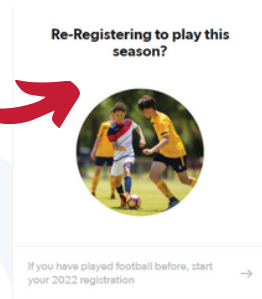 Re-Registering to play this
season?
If you have played football before, start
your 2022 registration